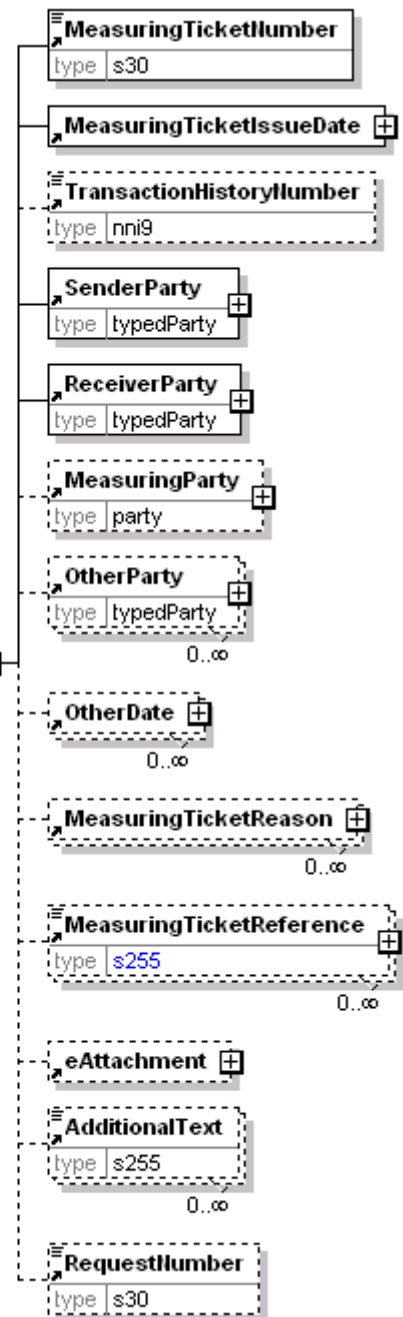 MeasuringTicketNumber
type s30
MeasuringTicketIssueDate
TransactionHistoryNumber
type nni9
SenderParty
type typedParty
ReceiverParty
type typedParty
MeasuringParty
type party
OtherParty
type typedParty
0..∞
OtherDate
0..∞
MeasuringTicketReason
0..∞
MeasuringTicketReference
type s255
0..∞
eAttachment
AdditionalText
type s255
0..∞
RequestNumber
type s30